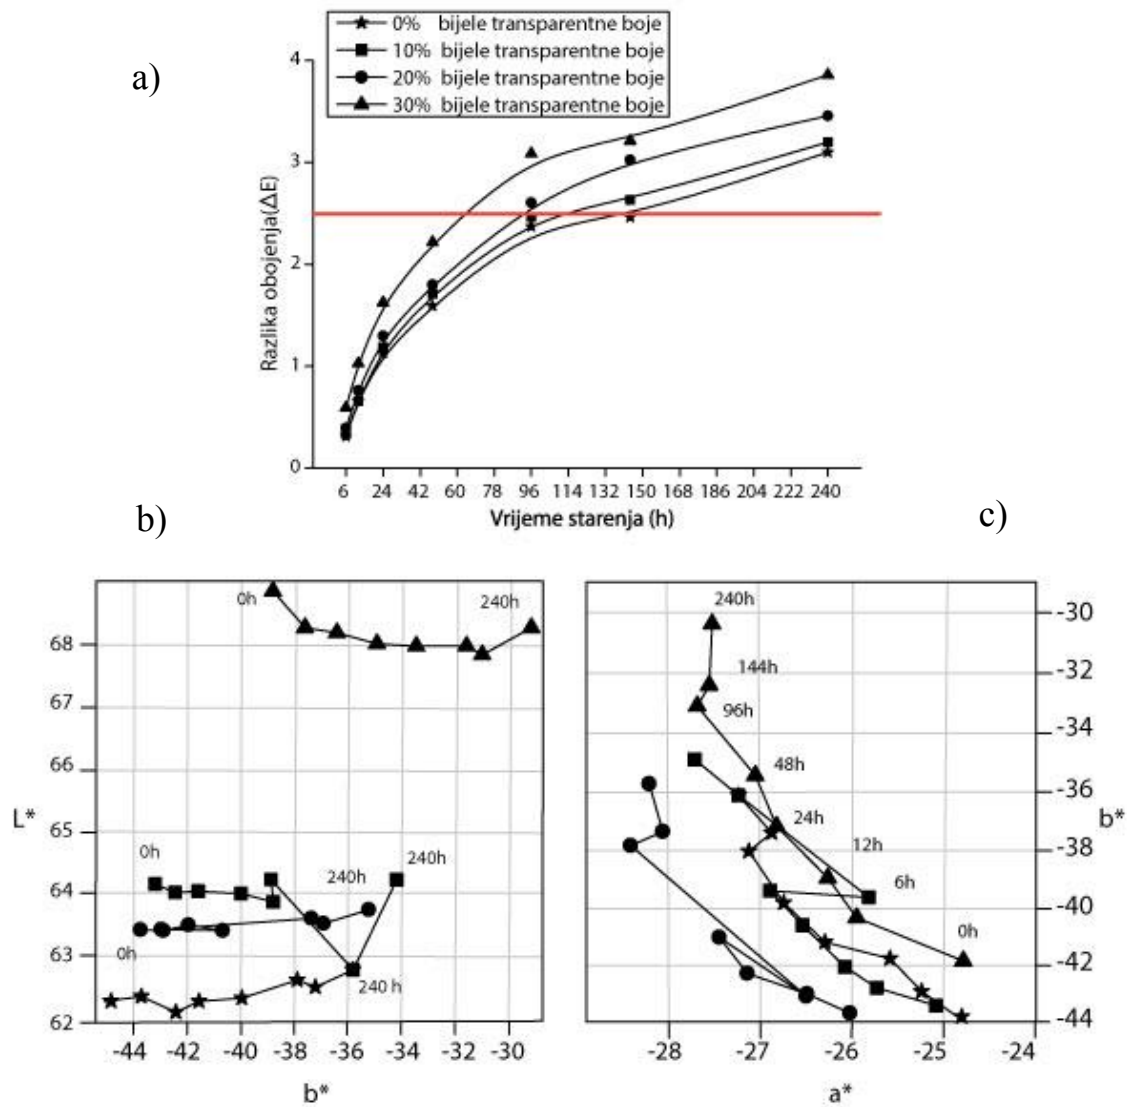 0% bijele transparentne boje
10% bijele transparentne boje
20% bijele transparentne boje
30% bijele transparentne boje
a)
4
3
2
1
0
Razlika obojenja(ΔE)
6 24 42 60 78 96 114 132 150 168 186 204 222 240
Vrijeme starenja (h)
b)
c)
0h
240h
68
67
66
65
64
63
62
L*
0h
240h
240h
0h
240 h
-44 -42 -40 -38 -36 -34 -32 -30
b*
240h
144h
96h
48h
24h
12h
6h
0h
-30
-32
-34
-36
-38
-40
-42
-44
b*
-28 -27 -26 -25 -24
a*